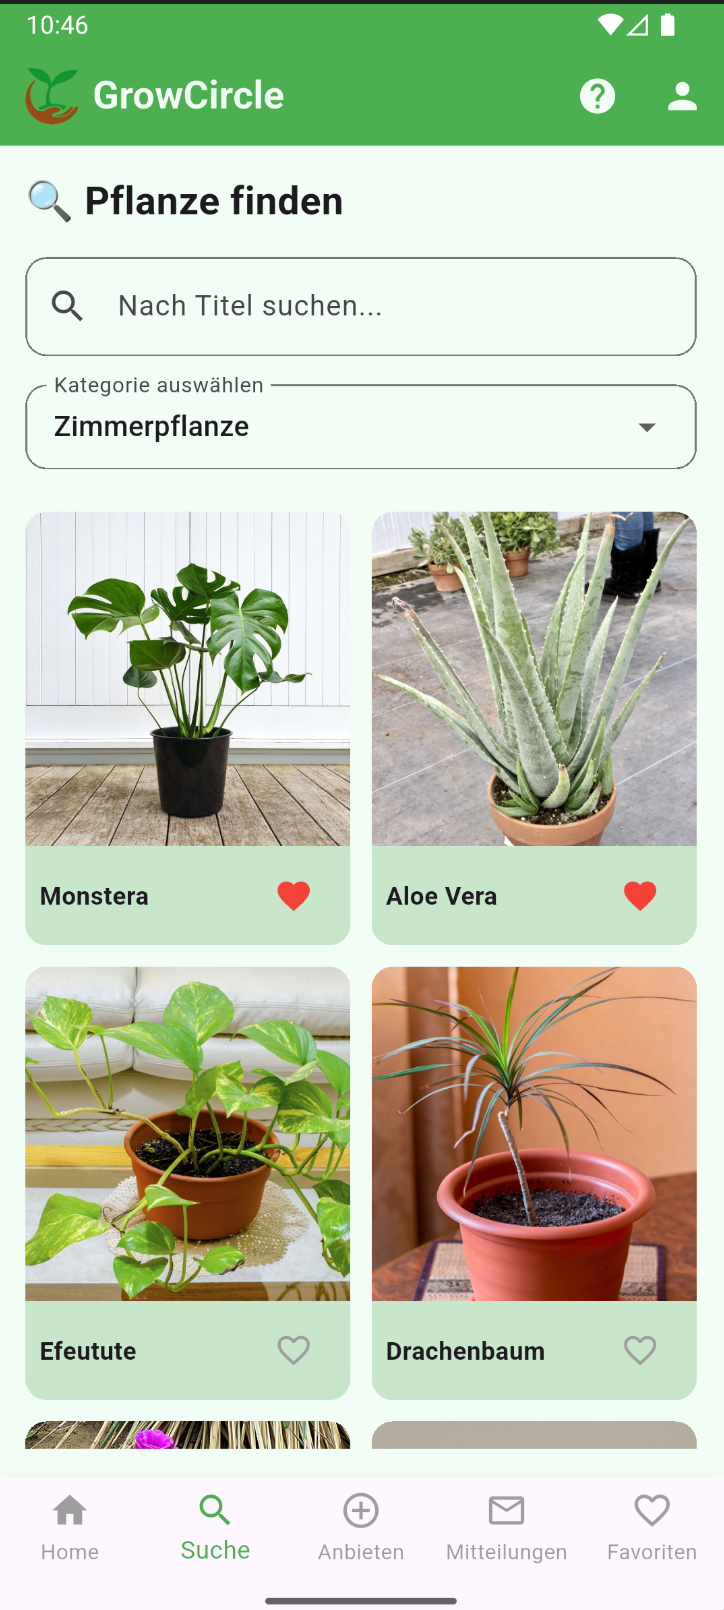 10:46
GrowCircle
Pflanze finden
Nach Titel suchen...
Kategorie auswählen
Zimmerpflanze
Monstera
Aloe Vera
Efeutute
Drachenbaum
Home
Suche
Anbieten
Mitteilungen
Favoriten